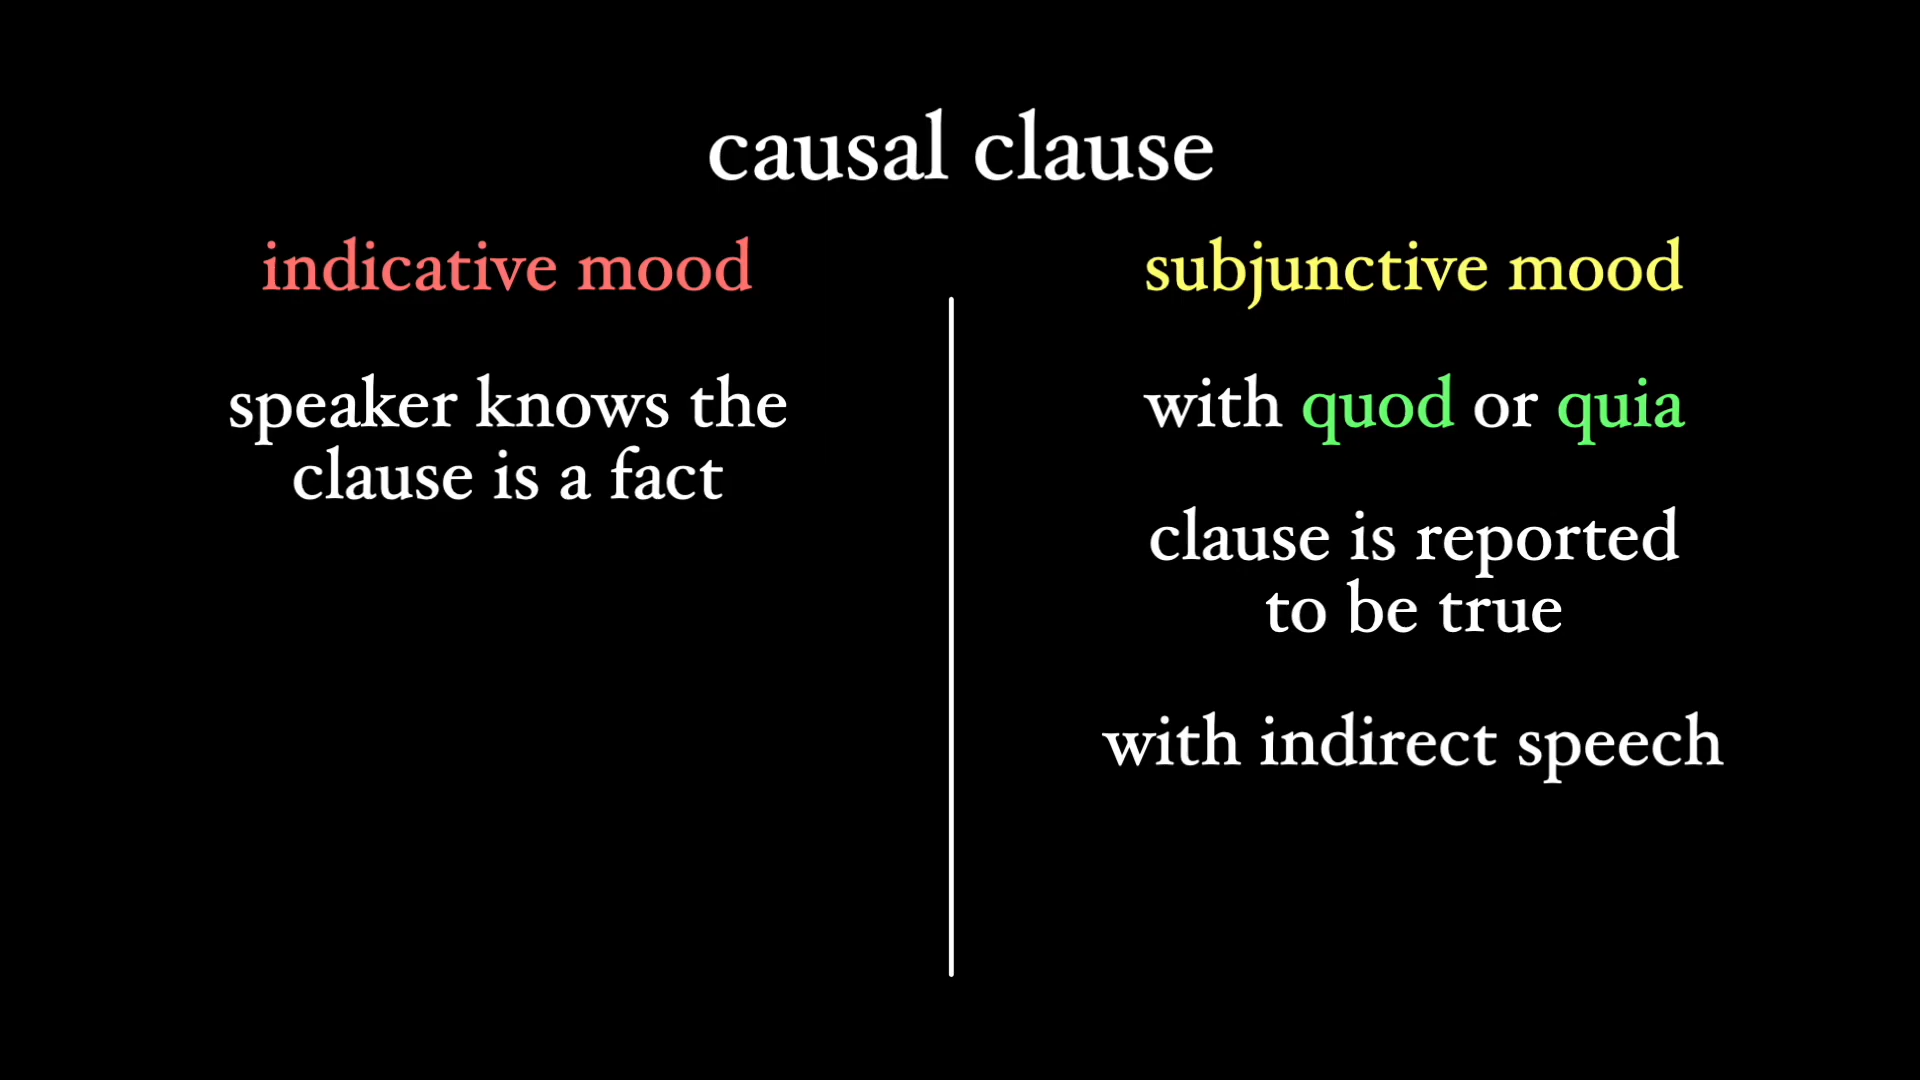 causal clause
indicative mood
speaker knows the
clause is a fact
subjunctive mood
with quod or quia
clause is reported
to be true
with indirect speech